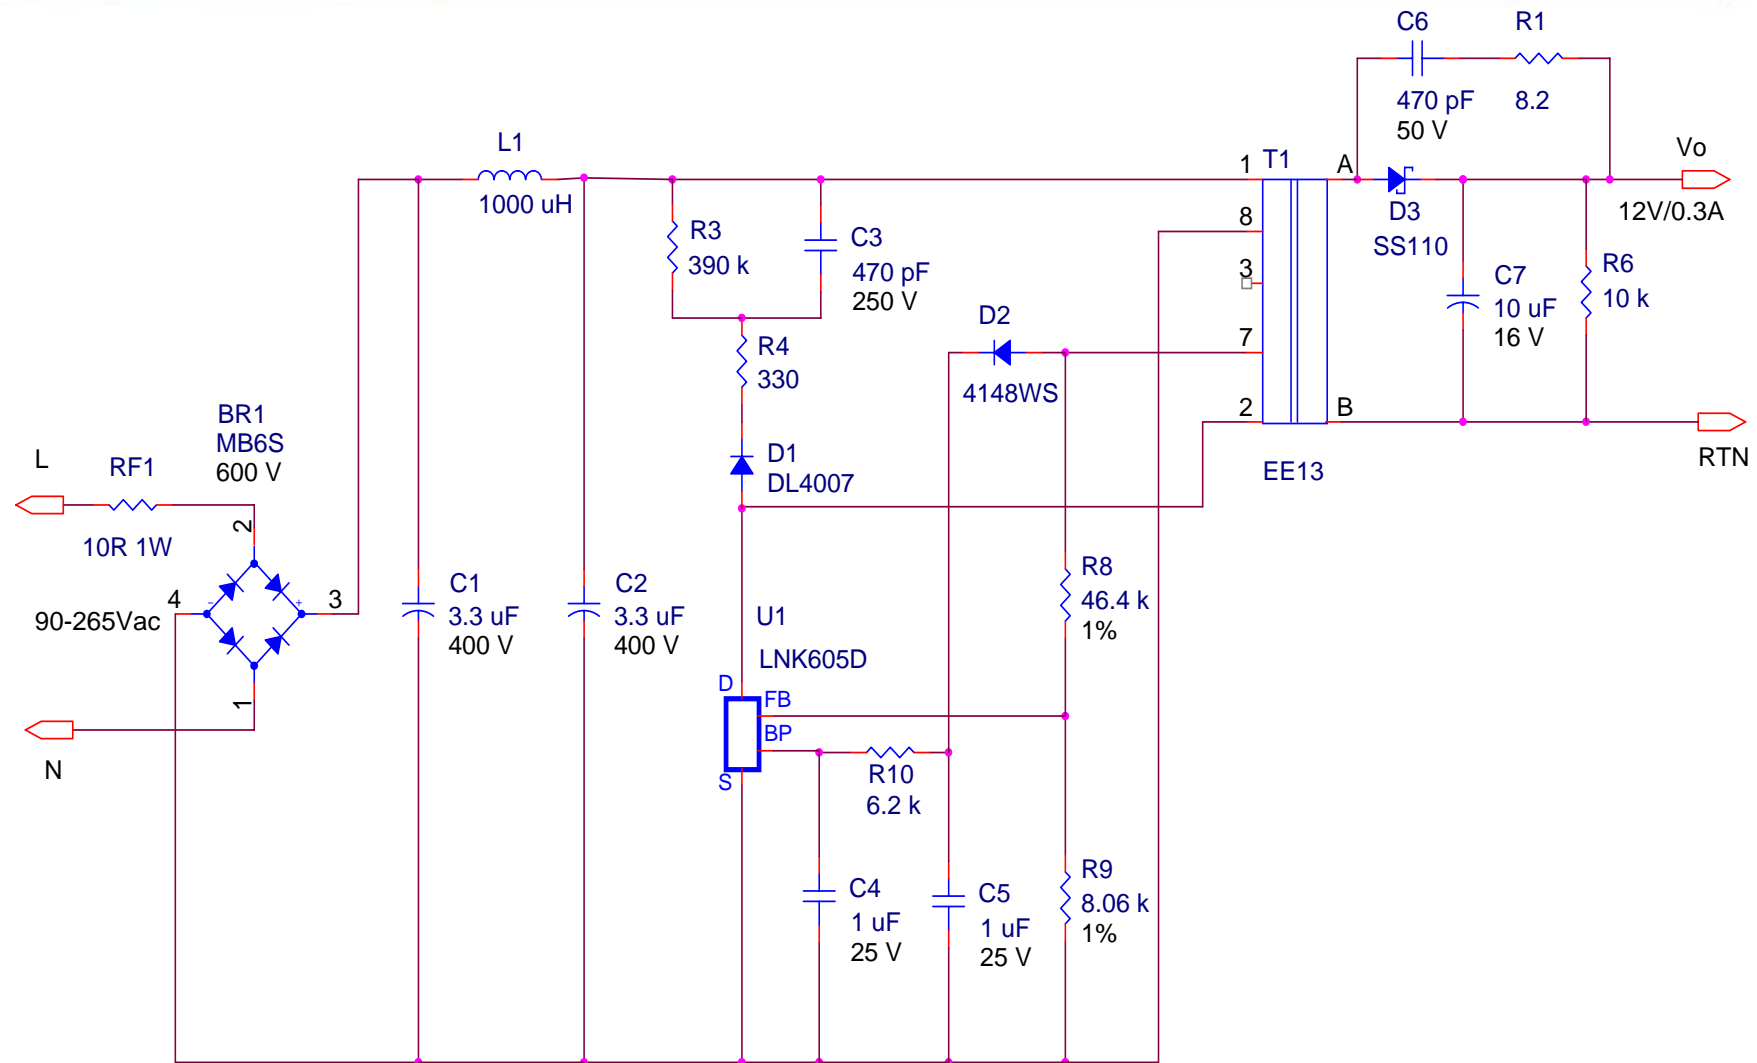 C6
R1
470 pF
8.2
50 V
L1
1000 uH
1
T1
A
Vo
12V/0.3A
D3
SS110
8
R3
390 k
C3
470 pF
250 V
3
C7
10 uF
16 V
R6
10 k
D2
4148WS
7
R4
330
2
B
EE13
RTN
BR1
MB6S
600 V
L
RF1
10R 1W
D1
DL4007
2
90-265Vac
4
-
+
3
1
N
C1
3.3 uF
400 V
C2
3.3 uF
400 V
U1
LNK605D
R8
46.4 k
1%
D
FB
BP
S
R10
6.2 k
C4
1 uF
25 V
C5
1 uF
25 V
R9
8.06 k
1%